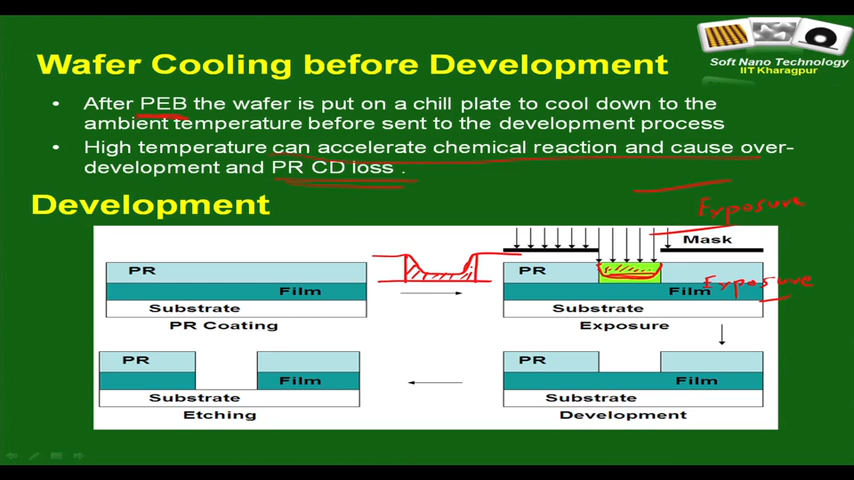 Soft Nano Technology
IIT Kharagpur
Wafer Cooling before Development
• After PEB the wafer is put on a chill plate to cool down to the
ambient temperature before sent to the development process
• High temperature can accelerate chemical reaction and cause over-
development and PR CD loss .
Development
Exposure
Mask
PR
Film
Substrate
PR Coating
PR
Film
Exposure
Substrate
Exposure
PR
Film
Substrate
Etching
PR
Film
Substrate
Development